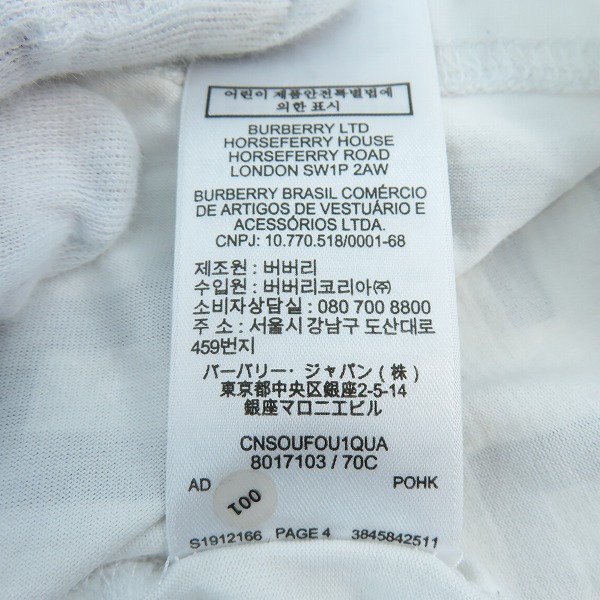 어린이 제품안전특별법에
의한 표시
BURBERRY LTD
HORSEFERRY HOUSE
HORSEFERRY ROAD
LONDON SW1P 2AW
BURBERRY BRASIL COMÉRCIO
DE ARTIGOS DE VESTUÁRIO E
ACESSÓRIOS LTDA.
CNPJ: 10.770.518/0001-68
제조원 : 버버리
수입원 : 버버리코리아㈜
소비자상담실 : 080 700 8800
주 소 : 서울시 강남구 도산대로
459번지
バーバリー・ジャパン(株)
東京都中央区銀座2-5-14
銀座マロニエビル
CNSOUFOU1QUA
8017103 / 70C
AD POHK
001
S1912166 PAGE 4 3845842511